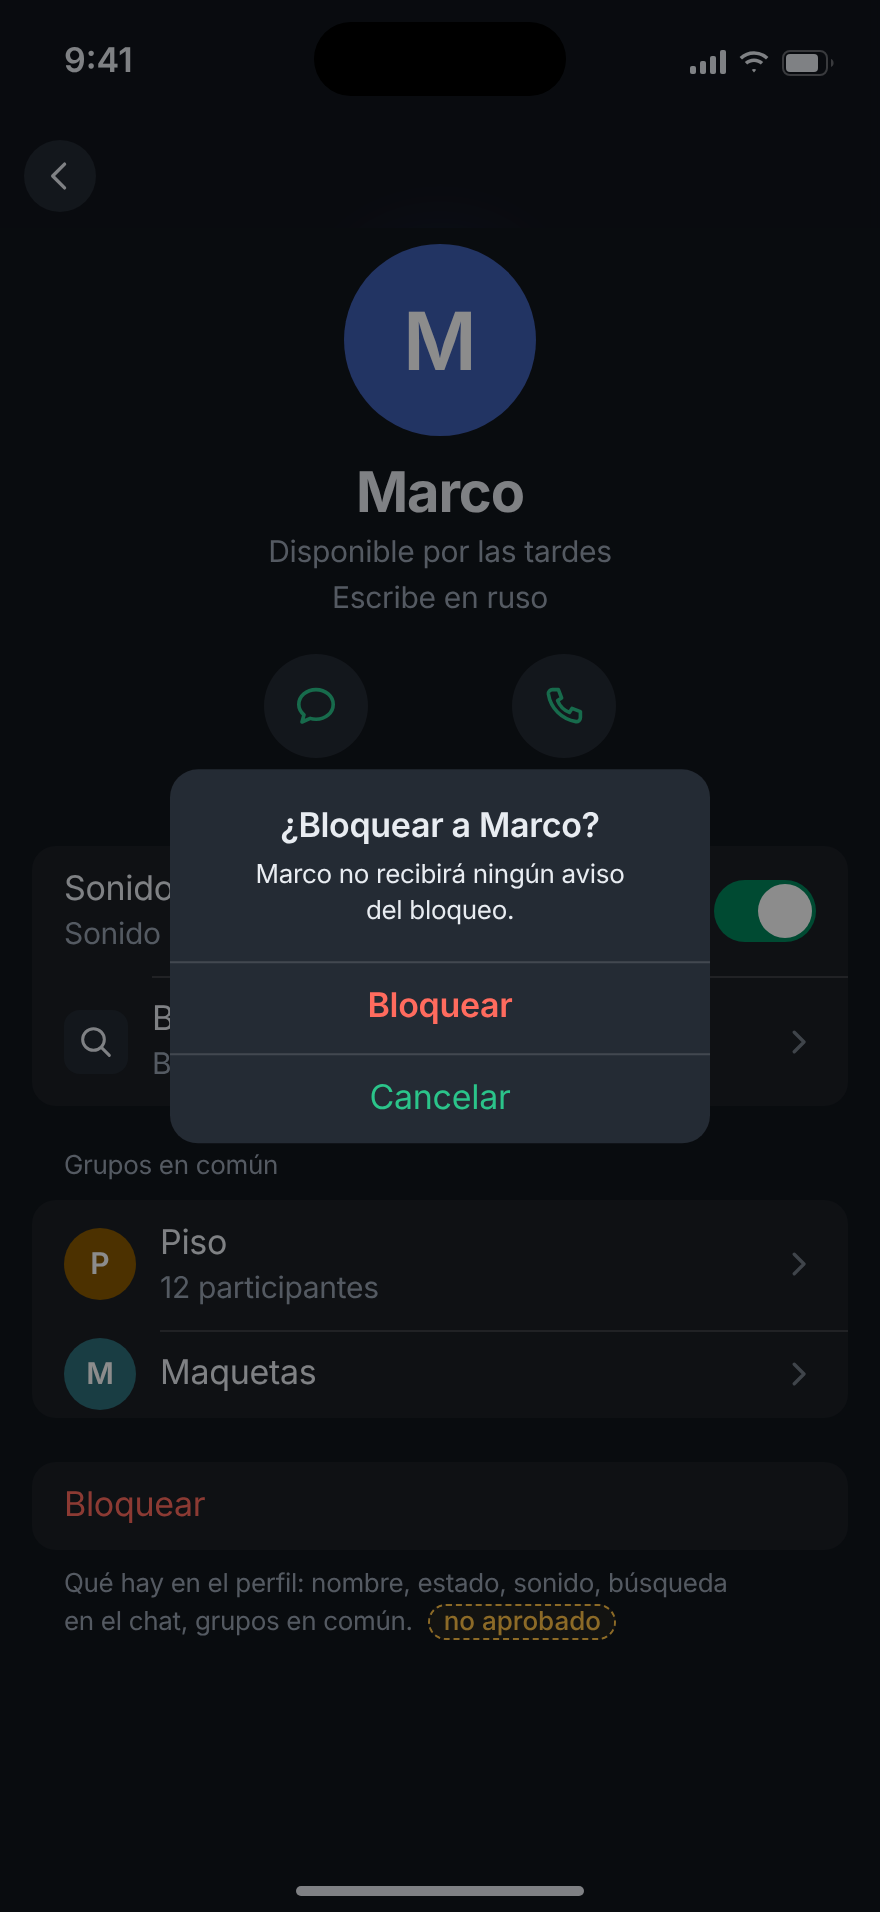 9:41
M
Marco
Disponible por las tardes
Escribe en ruso
¿Bloquear a Marco?
Marco no recibirá ningún aviso
del bloqueo.
Bloquear
Cancelar
Sonido
Sonido
Grupos en común
P
Piso
12 participantes
M
Maquetas
Bloquear
Qué hay en el perfil: nombre, estado, sonido, búsqueda
en el chat, grupos en común. no aprobado